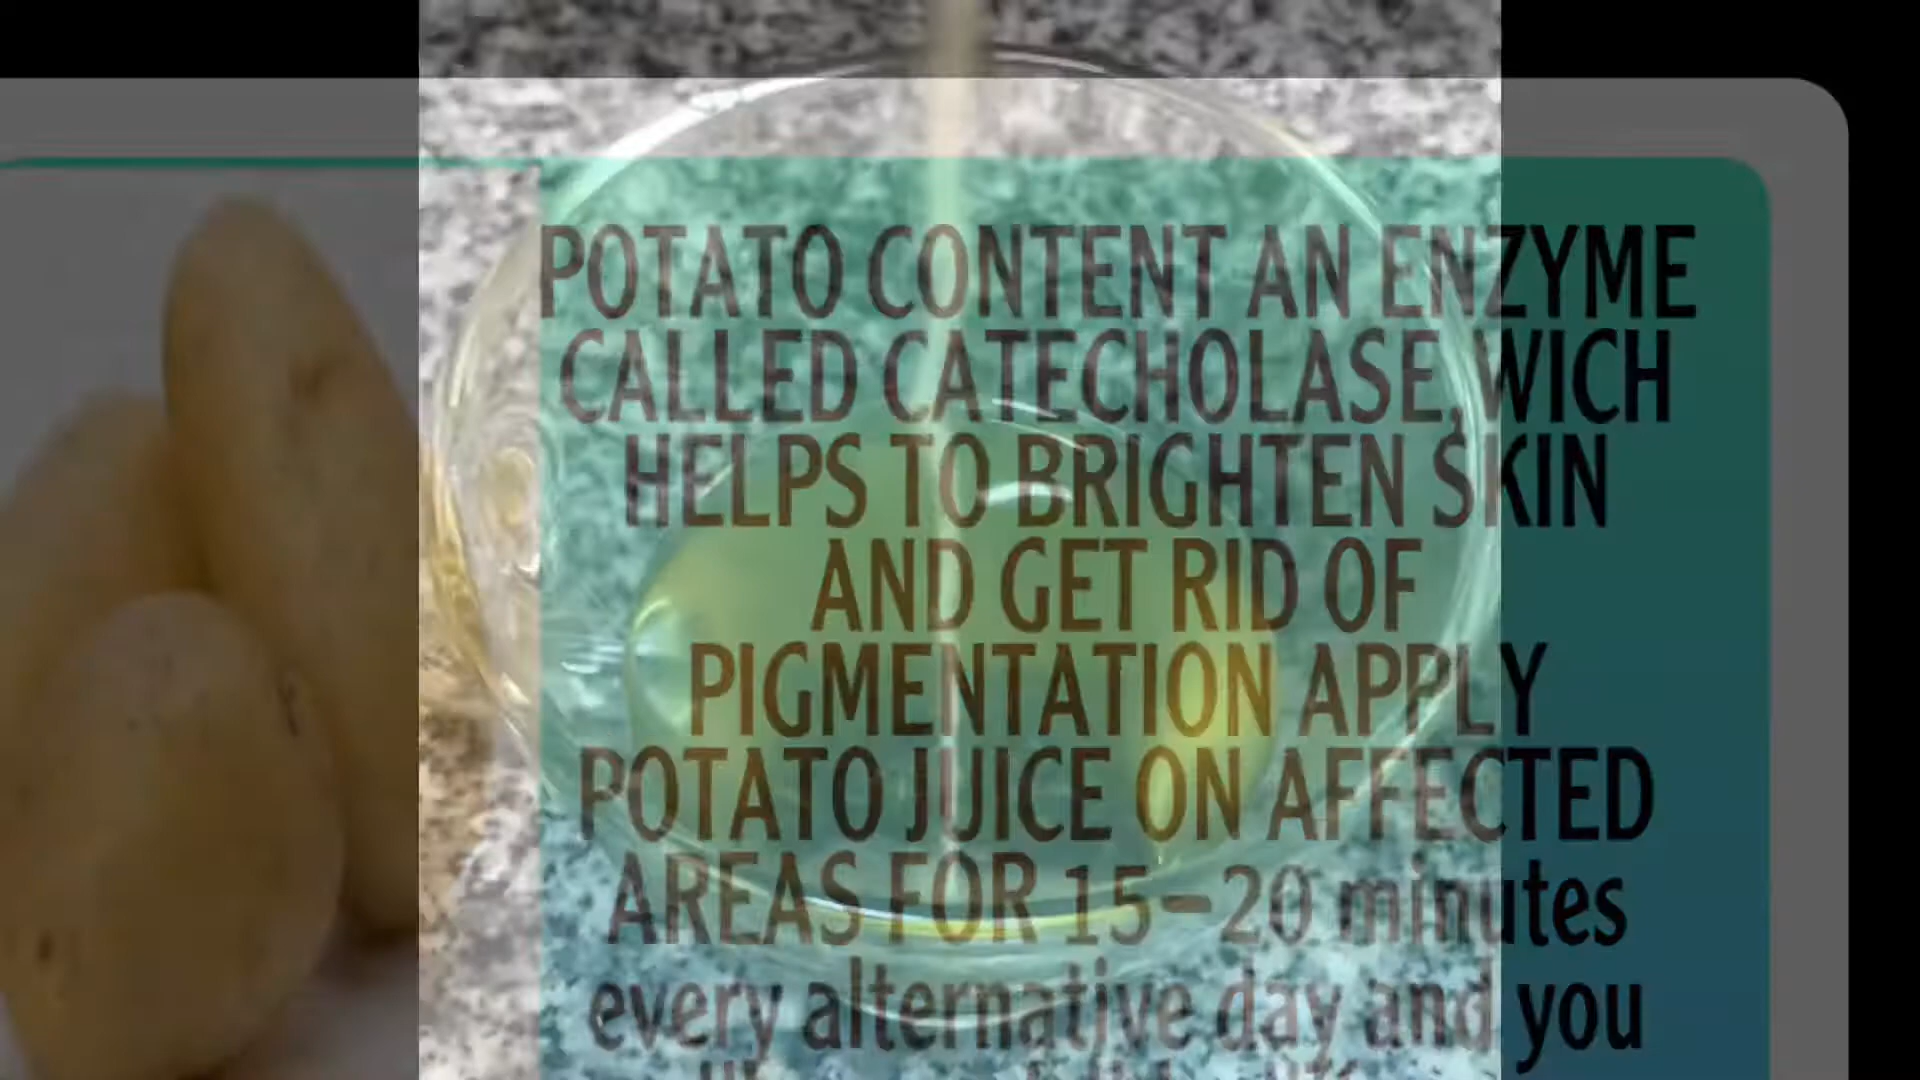 POTATO CONTENT AN ENZYME
CALLED CATECHOLASE,WICH
HELPS TO BRIGHTEN SKIN
AND GET RID OF
PIGMENTATION APPLY
POTATO JUICE ON AFFECTED
AREAS FOR 15-20 minutes
every alternative day and you